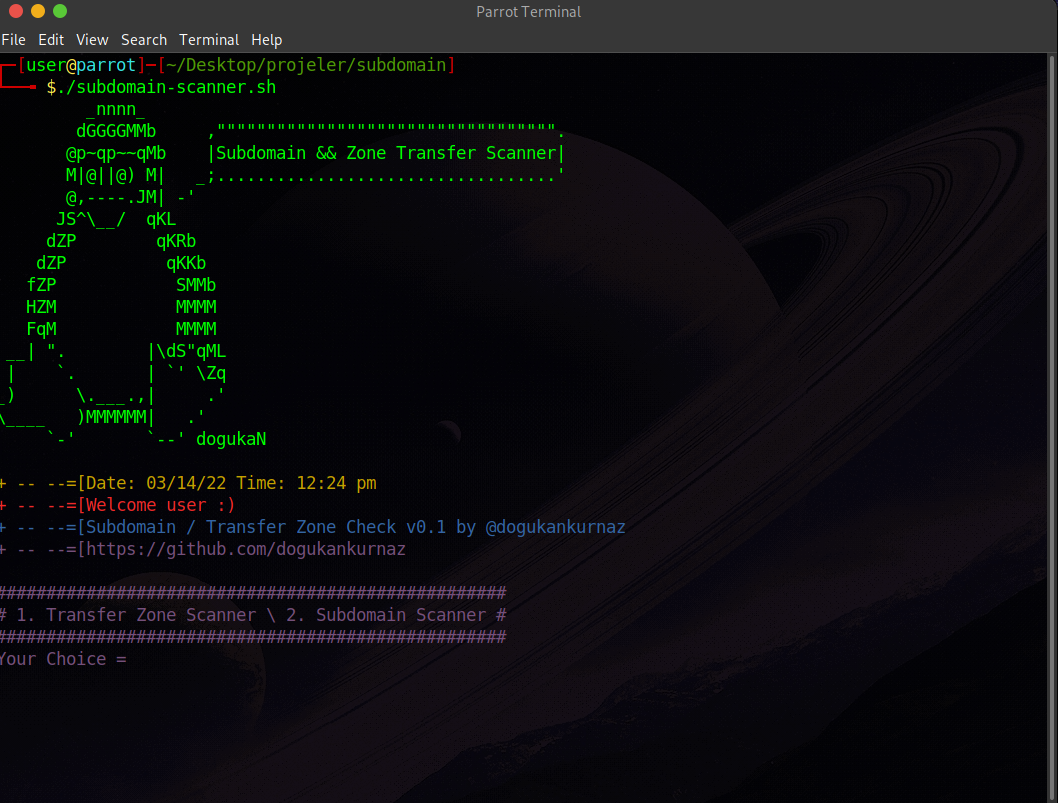 Parrot Terminal
File Edit View Search Terminal Help
┌─[user@parrot]─[~/Desktop/projeler/subdomain]
└──╼ $./subdomain-scanner.sh
         _nnnn_
        dGGGGMMb     ,"""""""""""""""""""""""""""""""""".
       @p~qp~~qMb    |Subdomain && Zone Transfer Scanner|
       M|@||@) M|   _;..................................'
       @,----.JM| -'
      JS^\__/  qKL
     dZP        qKRb
    dZP          qKKb
   fZP            SMMb
   HZM            MMMM
   FqM            MMMM
 __| ".        |\dS"qML
 |    `.       | `' \Zq
_)      \.___.,|     .'
\____   )MMMMMM|   .'
     `-'       `--' dogukaN
+ -- --=[Date: 03/14/22 Time: 12:24 pm
+ -- --=[Welcome user :)
+ -- --=[Subdomain / Transfer Zone Check v0.1 by @dogukankurnaz
+ -- --=[https://github.com/dogukankurnaz
###################################################
# 1. Transfer Zone Scanner \ 2. Subdomain Scanner #
###################################################
Your Choice =